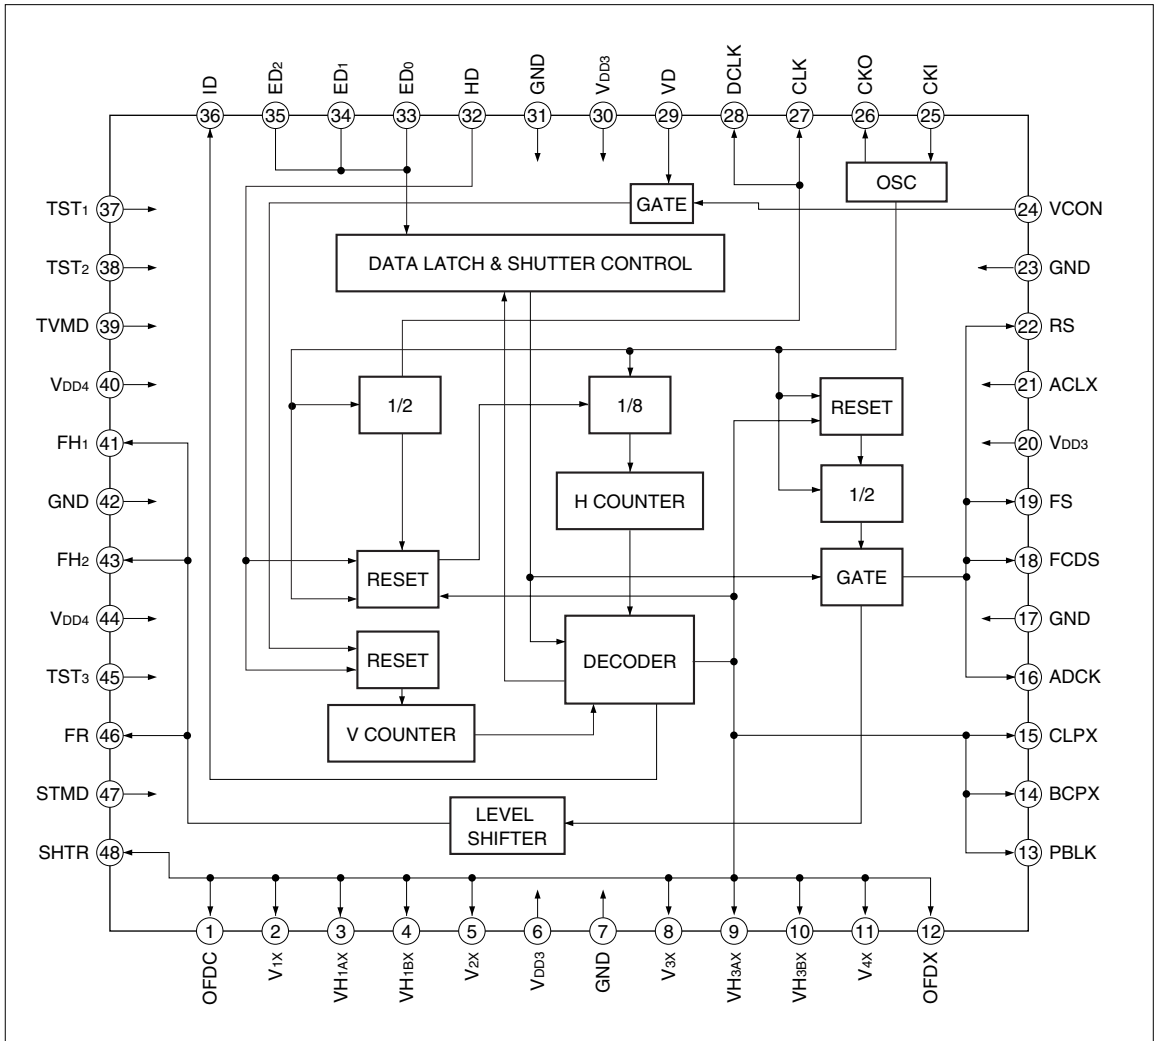 ID ED2 ED1 ED0 HD GND VDD3 VD DCLK CLK CKO CKI
36 35 34 33 32 31 30 29 28 27 26 25
OSC
TST1 37
GATE
24 VCON
TST2 38
DATA LATCH & SHUTTER CONTROL
23 GND
TVMD 39
22 RS
VDD4 40
1/2
1/8
RESET
21 ACLX
FH1 41
20 VDD3
GND 42
H COUNTER
1/2
19 FS
FH2 43
RESET
GATE
18 FCDS
VDD4 44
17 GND
TST3 45
RESET
DECODER
16 ADCK
FR 46
V COUNTER
15 CLPX
STMD 47
14 BCPX
LEVEL
SHIFTER
SHTR 48
13 PBLK
1 2 3 4 5 6 7 8 9 10 11 12
OFDC V1X VH1AX VH1BX V2X VDD3 GND V3X VH3AX VH3BX V4X OFDX